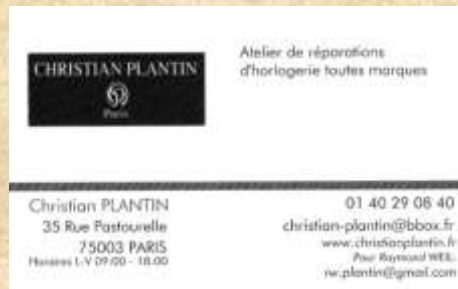 CHRISTIAN PLANTIN
Paris
Atelier de réparations
d'horlogerie toutes marques
Christian PLANTIN
35 Rue Pastourelle
75003 PARIS
Horaires L-V 09:00 - 18:00
01 40 29 08 40
christian-plantin@bbox.fr
www.christianplantin.fr
Pour Raymond WEIL:
rw.plantin@gmail.com